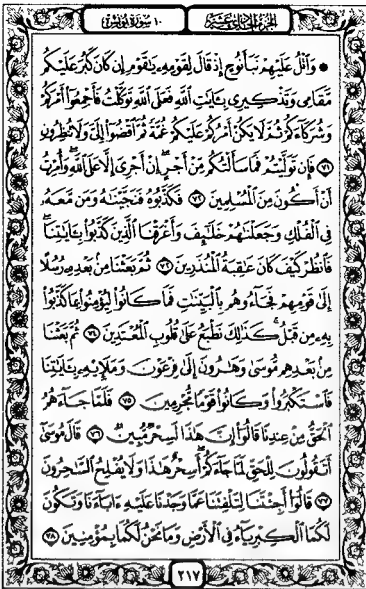 الجزء الحادي عشر
١٠ سورة يونس
۞ وَٱتۡلُ عَلَيۡهِمۡ نَبَأَ نُوحٍ إِذۡ قَالَ لِقَوۡمِهِۦ يَٰقَوۡمِ إِن كَانَ كَبُرَ عَلَيۡكُم
مَّقَامِي وَتَذۡكِيرِي بِـَٔايَٰتِ ٱللَّهِ فَعَلَى ٱللَّهِ تَوَكَّلۡتُ فَأَجۡمِعُوٓاْ أَمۡرَكُمۡ
وَشُرَكَآءَكُمۡ ثُمَّ لَا يَكُنۡ أَمۡرُكُمۡ عَلَيۡكُمۡ غُمَّةٗ ثُمَّ ٱقۡضُوٓاْ إِلَيَّ وَلَا تُنظِرُونِ
٧١ فَإِن تَوَلَّيۡتُمۡ فَمَا سَأَلۡتُكُم مِّنۡ أَجۡرٍۖ إِنۡ أَجۡرِيَ إِلَّا عَلَى ٱللَّهِۖ وَأُمِرۡتُ
أَنۡ أَكُونَ مِنَ ٱلۡمُسۡلِمِينَ ٧٢ فَكَذَّبُوهُ فَنَجَّيۡنَٰهُ وَمَن مَّعَهُۥ
فِي ٱلۡفُلۡكِ وَجَعَلۡنَٰهُمۡ خَلَٰٓئِفَ وَأَغۡرَقۡنَا ٱلَّذِينَ كَذَّبُواْ بِـَٔايَٰتِنَاۖ
فَٱنظُرۡ كَيۡفَ كَانَ عَٰقِبَةُ ٱلۡمُنذَرِينَ ٧٣ ثُمَّ بَعَثۡنَا مِنۢ بَعۡدِهِۦ رُسُلًا
إِلَىٰ قَوۡمِهِمۡ فَجَآءُوهُم بِٱلۡبَيِّنَٰتِ فَمَا كَانُواْ لِيُؤۡمِنُواْ بِمَا كَذَّبُواْ
بِهِۦ مِن قَبۡلُۚ كَذَٰلِكَ نَطۡبَعُ عَلَىٰ قُلُوبِ ٱلۡمُعۡتَدِينَ ٧٤ ثُمَّ بَعَثۡنَا
مِنۢ بَعۡدِهِم مُّوسَىٰ وَهَٰرُونَ إِلَىٰ فِرۡعَوۡنَ وَمَلَإِيْهِۦ بِـَٔايَٰتِنَا
فَٱسۡتَكۡبَرُواْ وَكَانُواْ قَوۡمٗا مُّجۡرِمِينَ ٧٥ فَلَمَّا جَآءَهُمُ
ٱلۡحَقُّ مِنۡ عِندِنَا قَالُوٓاْ إِنَّ هَٰذَا لَسِحۡرٞ مُّبِينٞ ٧٦ قَالَ مُوسَىٰٓ
أَتَقُولُونَ لِلۡحَقِّ لَمَّا جَآءَكُمۡۖ أَسِحۡرٌ هَٰذَا وَلَا يُفۡلِحُ ٱلسَّٰحِرُونَ
٧٧ قَالُوٓاْ أَجِئۡتَنَا لِتَلۡفِتَنَا عَمَّا وَجَدۡنَا عَلَيۡهِ ءَابَآءَنَا وَتَكُونَ
لَكُمَا ٱلۡكِبۡرِيَآءُ فِي ٱلۡأَرۡضِ وَمَا نَحۡنُ لَكُمَا بِمُؤۡمِنِينَ ٧٨
٢١٧